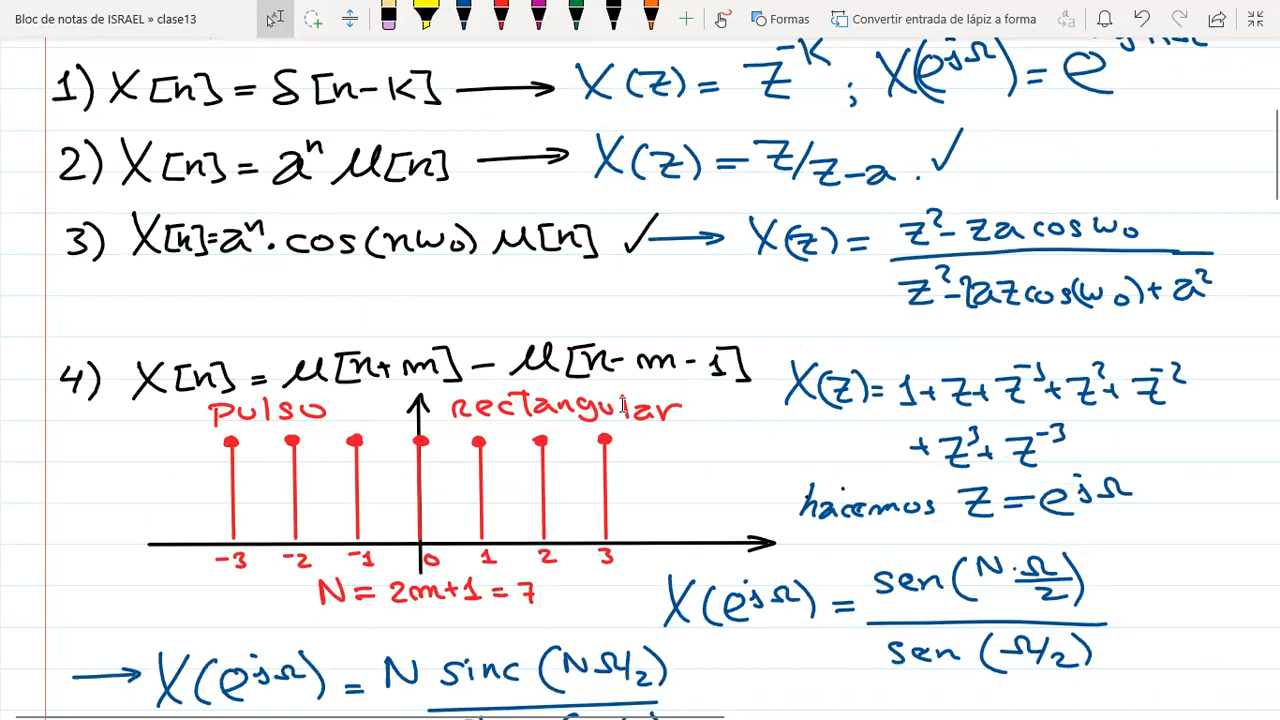 Bloc de notas de ISRAEL » clase13
Formas
Convertir entrada de lápiz a forma
1) X[n] = δ[n-K] ⟶ X(z) = z^-K ; X(e^jΩ) = e
2) X[n] = a^n μ[n] ⟶ X(z) = z/z-a . ✓
3) X[n]=a^n · cos(nω₀) μ[n] ✓ ⟶ X(z) = z²- za cosω₀ / z²-2az cos(ω₀)+ a²
4) X[n] = μ[n+m] - μ[n-m-1]
pulso rectangular
-3 -2 -1 0 1 2 3
N = 2m+1 = 7
X(z)= 1+z+z^-1+z²+z^-2
+z³+z^-3
hacemos z = e^jΩ
X(e^jΩ) = sen(N·Ω/2) / sen(Ω/2)
⟶ X(e^jΩ) = N sinc(NΩ/2)